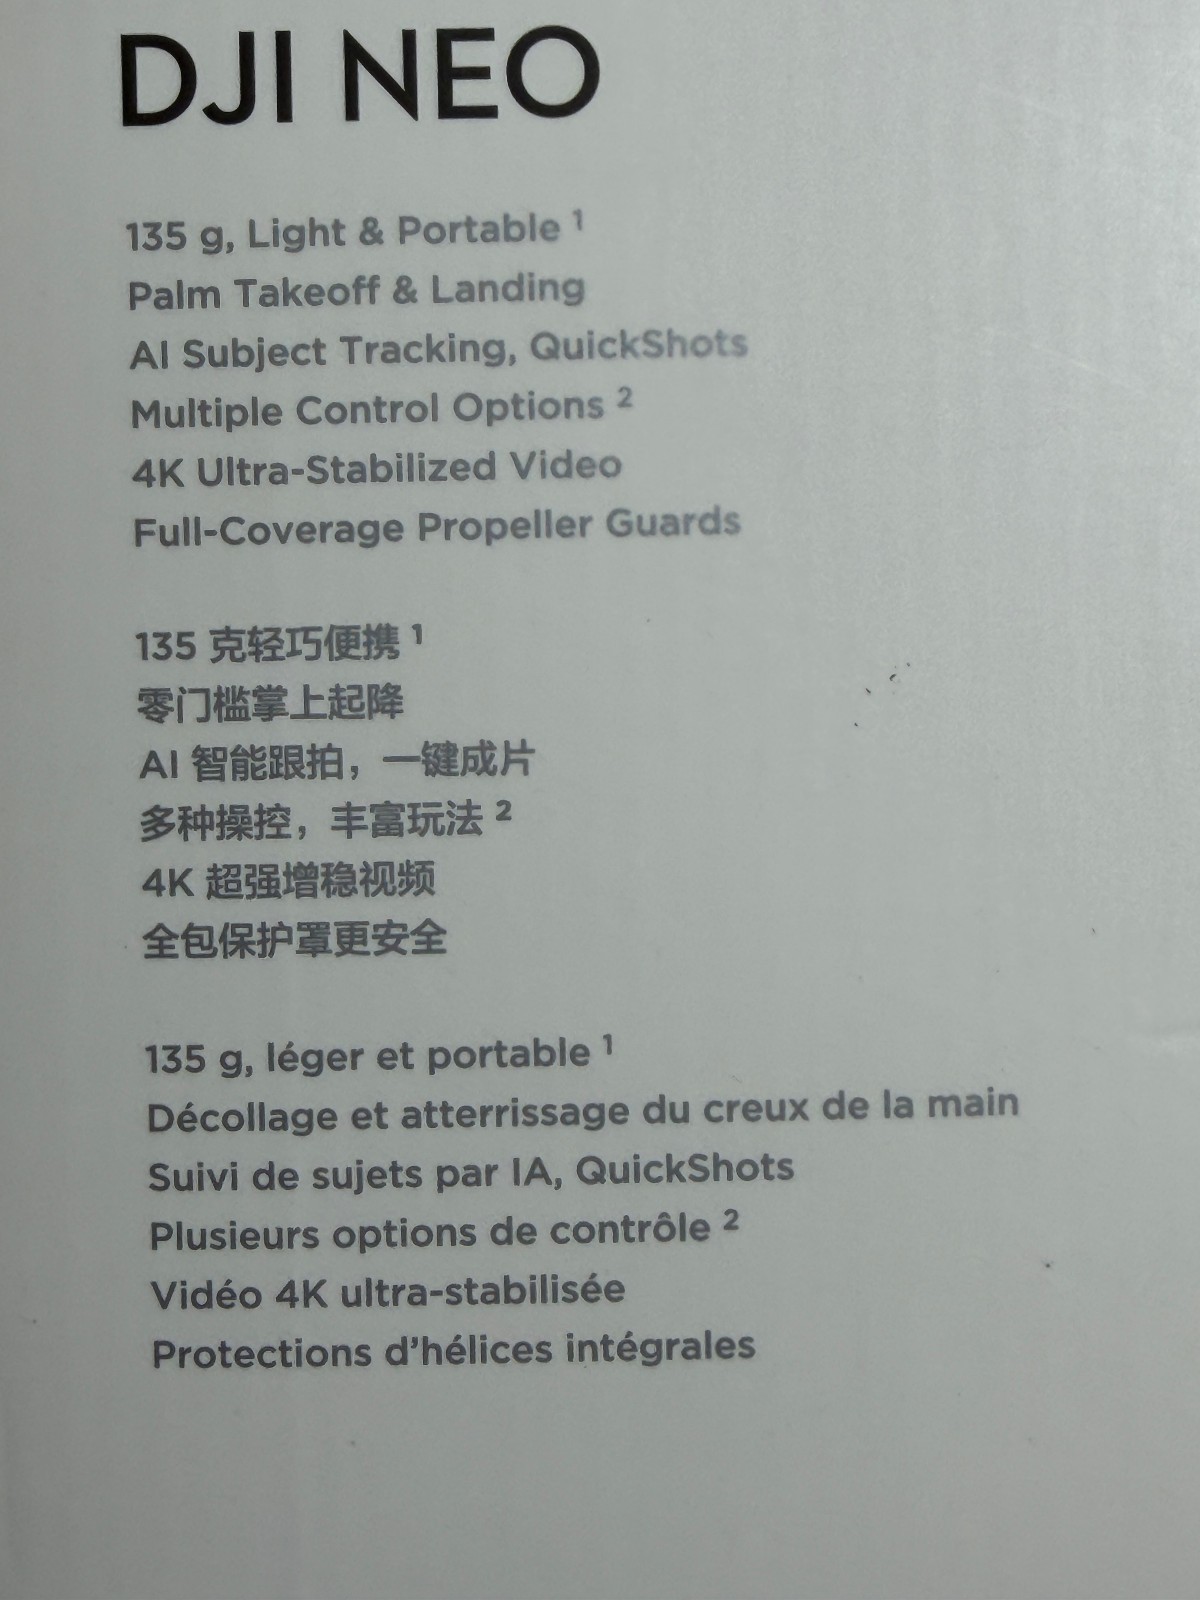 DJI NEO
135 g, Light & Portable ¹
Palm Takeoff & Landing
AI Subject Tracking, QuickShots
Multiple Control Options ²
4K Ultra-Stabilized Video
Full-Coverage Propeller Guards
135 克轻巧便携 ¹
零门槛掌上起降
AI 智能跟拍，一键成片
多种操控，丰富玩法 ²
4K 超强增稳视频
全包保护罩更安全
135 g, léger et portable ¹
Décollage et atterrissage du creux de la main
Suivi de sujets par IA, QuickShots
Plusieurs options de contrôle ²
Vidéo 4K ultra-stabilisée
Protections d’hélices intégrales